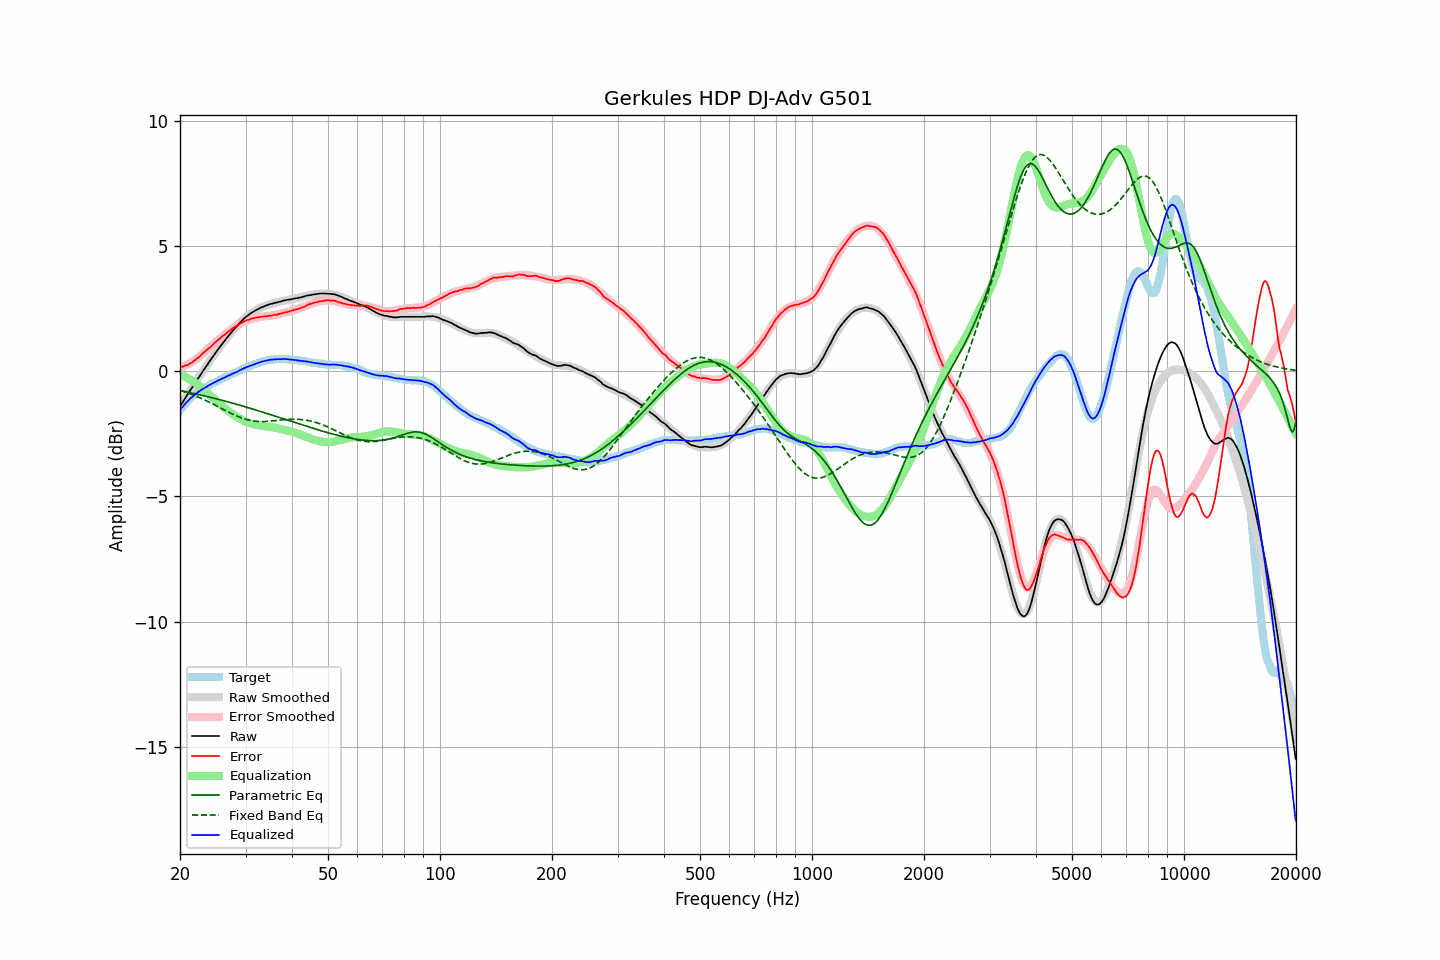 Gerkules HDP DJ-Adv G501
10
5
0
−5
−10
−15
Amplitude (dBr)
Target
Raw Smoothed
Error Smoothed
Raw
Error
Equalization
Parametric Eq
Fixed Band Eq
Equalized
20 50 100 200 500 1000 2000 5000 10000 20000
Frequency (Hz)